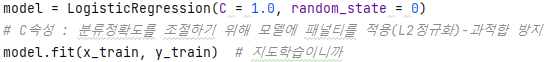 model = LogisticRegression(C = 1.0, random_state = 0)
# C속성 : 분류정확도를 조절하기 위해 모델에 패널티를 적용(L2정규화)-과적합 방지
model.fit(x_train, y_train)  # 지도학습이니까